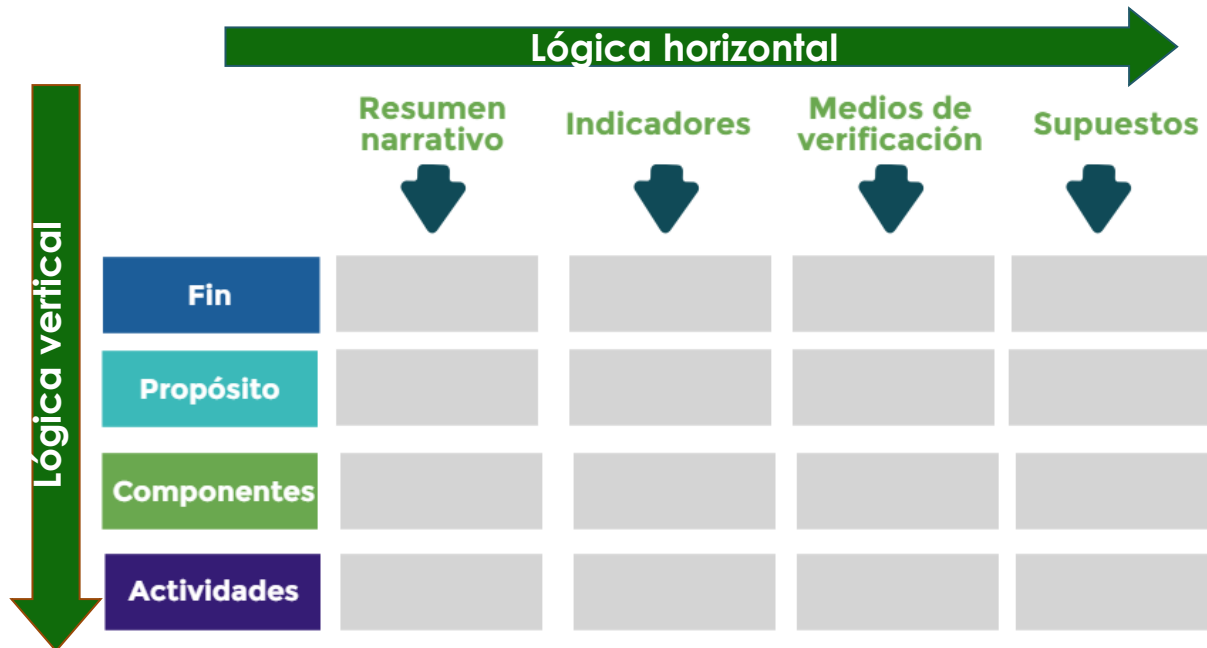 Lógica horizontal
Lógica vertical
Resumen
narrativo
Indicadores
Medios de
verificación
Supuestos
Fin
Propósito
Componentes
Actividades